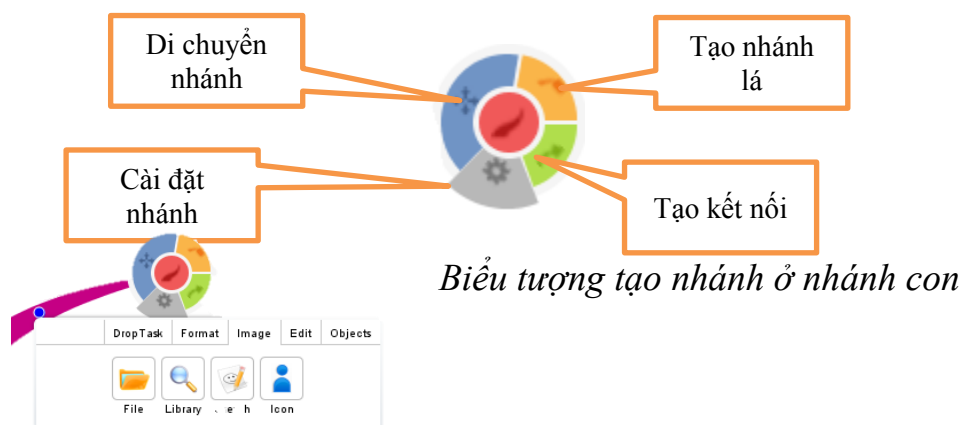 Di chuyển
nhánh
Tạo nhánh
lá
Cài đặt
nhánh
Tạo kết nối
Biểu tượng tạo nhánh ở nhánh con
DropTask Format Image Edit Objects
File Library Icon